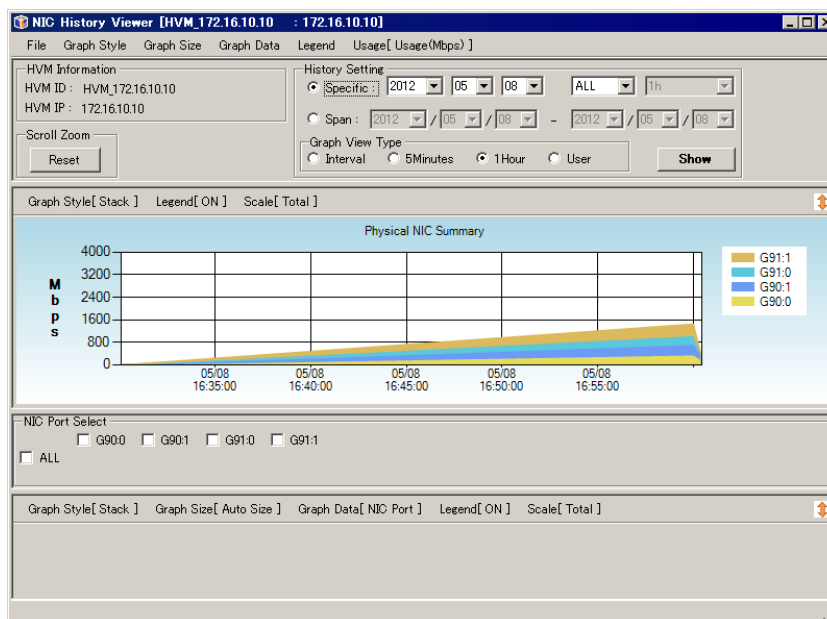 NIC History Viewer [HVM_172.16.10.10 : 172.16.10.10]
File Graph Style Graph Size Graph Data Legend Usage[ Usage(Mbps) ]
HVM Information
HVM ID : HVM_172.16.10.10
HVM IP : 172.16.10.10
Scroll Zoom
Reset
History Setting
Specific : 2012 05 08 ALL 1h
Span : 2012 / 05 / 08 - 2012 / 05 / 08
Graph View Type
Interval 5Minutes 1Hour User
Show
Graph Style[ Stack ] Legend[ ON ] Scale[ Total ]
Physical NIC Summary
Mbps
4000
3200
2400
1600
800
0
05/08 05/08 05/08 05/08 05/08
16:35:00 16:40:00 16:45:00 16:50:00 16:55:00
G91:1
G91:0
G90:1
G90:0
NIC Port Select
G90:0 G90:1 G91:0 G91:1
ALL
Graph Style[ Stack ] Graph Size[ Auto Size ] Graph Data[ NIC Port ] Legend[ ON ] Scale[ Total ]